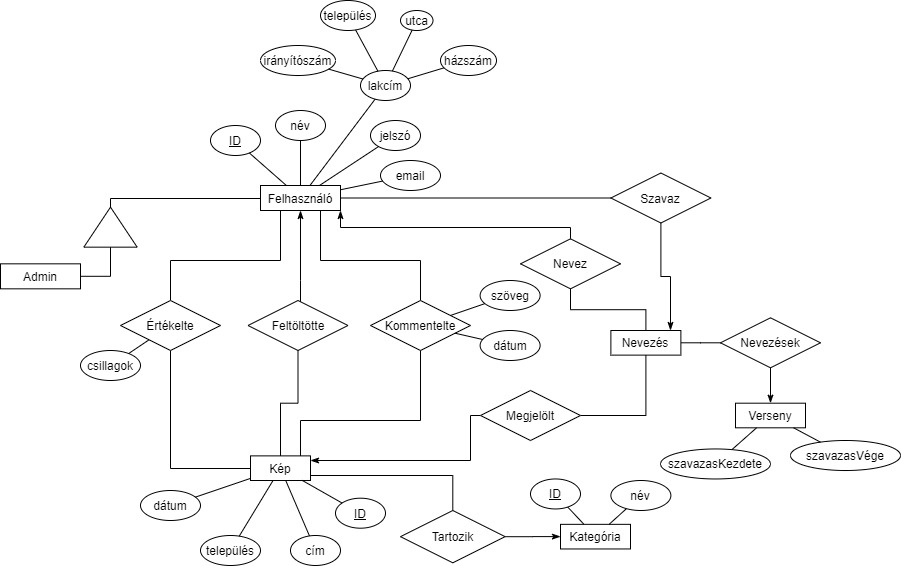 település
utca
irányítószám
házszám
lakcím
név
ID
jelszó
email
Felhasználó
Szavaz
Admin
Nevez
szöveg
Értékelte
Feltöltötte
Kommentelte
dátum
Nevezés
Nevezések
csillagok
Megjelölt
Verseny
szavazasKezdete
szavazasVége
Kép
dátum
ID
település
cím
ID
név
Tartozik
Kategória